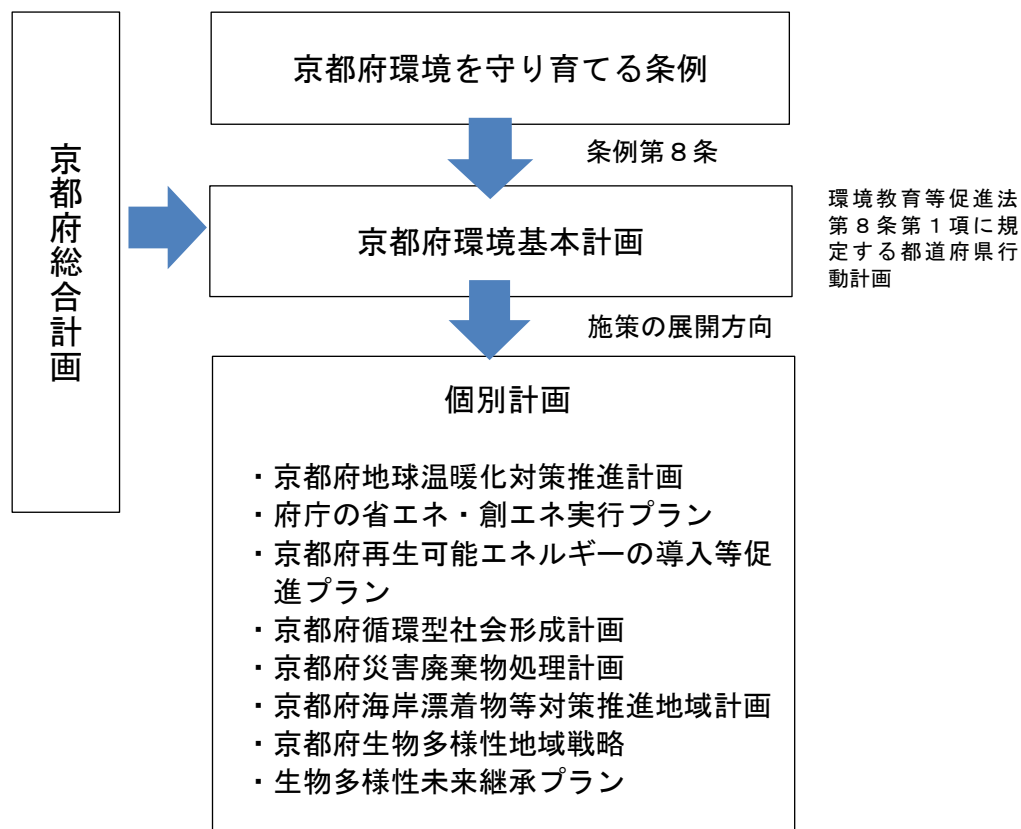 京都府環境を守り育てる条例
条例第８条
京都府総合計画
京都府環境基本計画
環境教育等促進法
第８条第１項に規
定する都道府県行
動計画
施策の展開方向
個別計画
・京都府地球温暖化対策推進計画
・府庁の省エネ・創エネ実行プラン
・京都府再生可能エネルギーの導入等促
進プラン
・京都府循環型社会形成計画
・京都府災害廃棄物処理計画
・京都府海岸漂着物等対策推進地域計画
・京都府生物多様性地域戦略
・生物多様性未来継承プラン